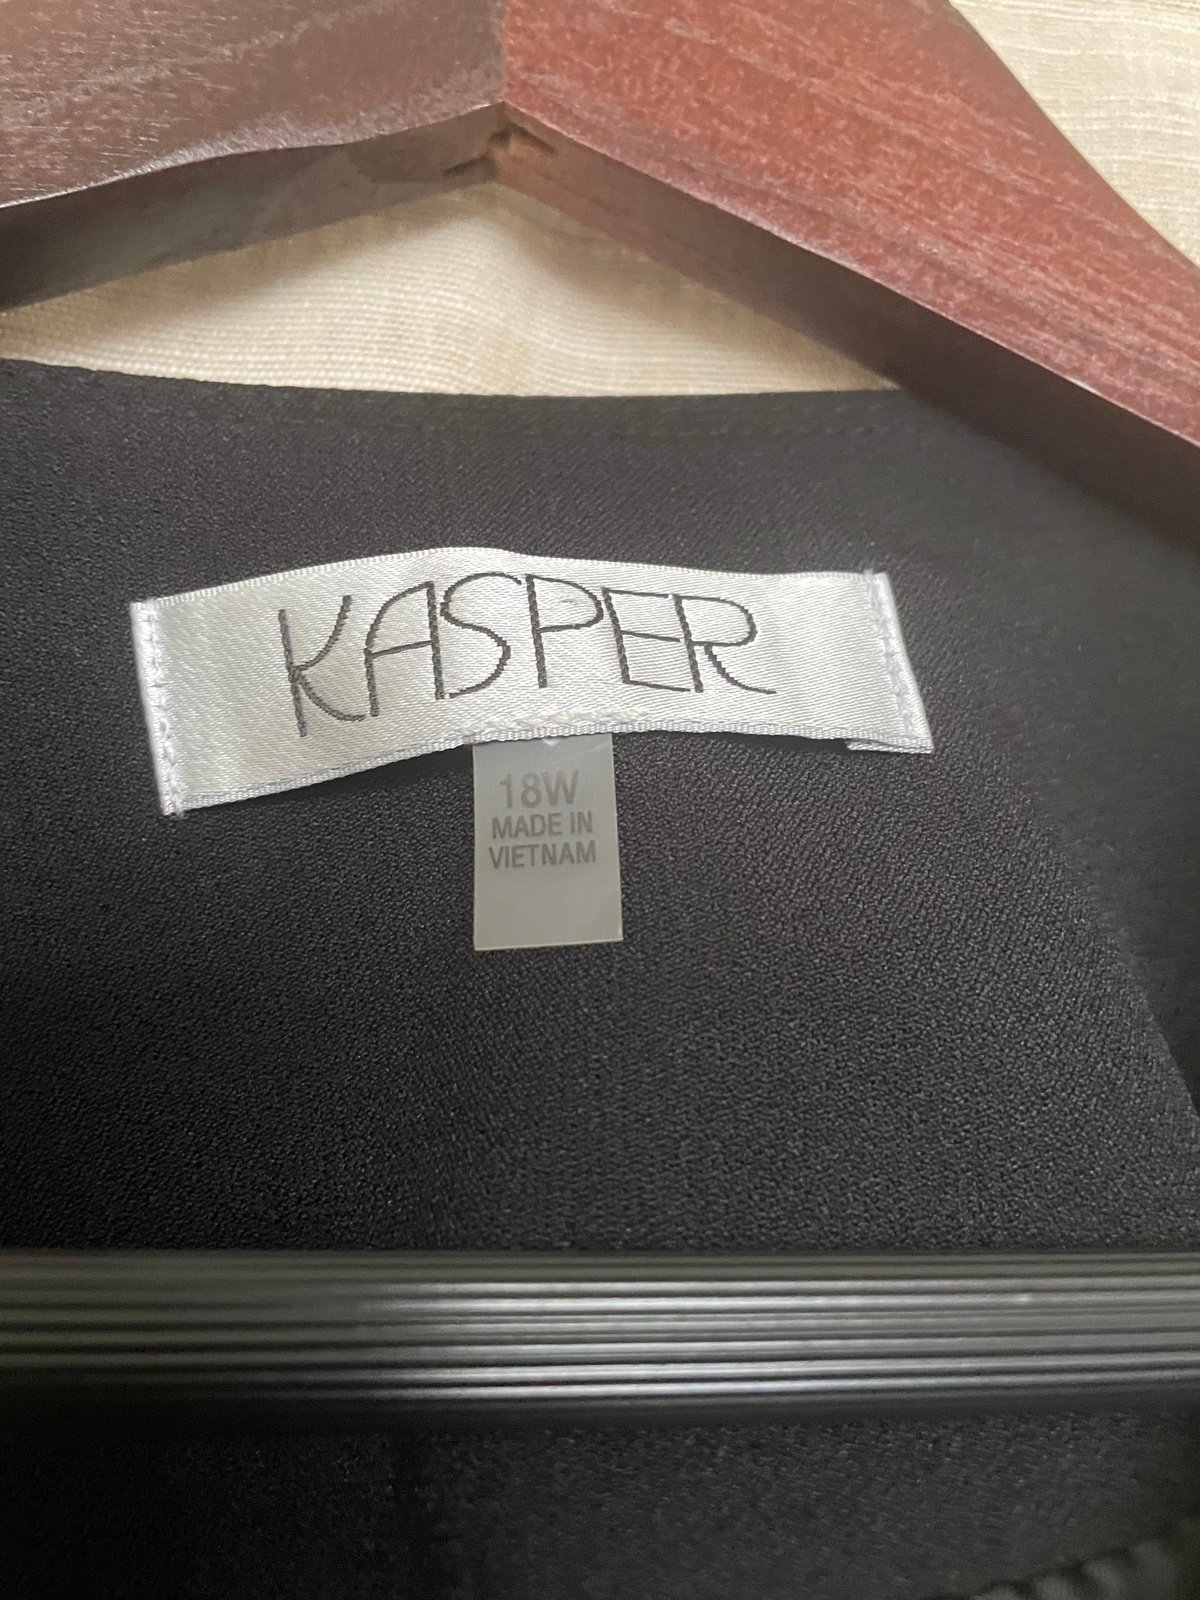 KASPER
18W
MADE IN
VIETNAM